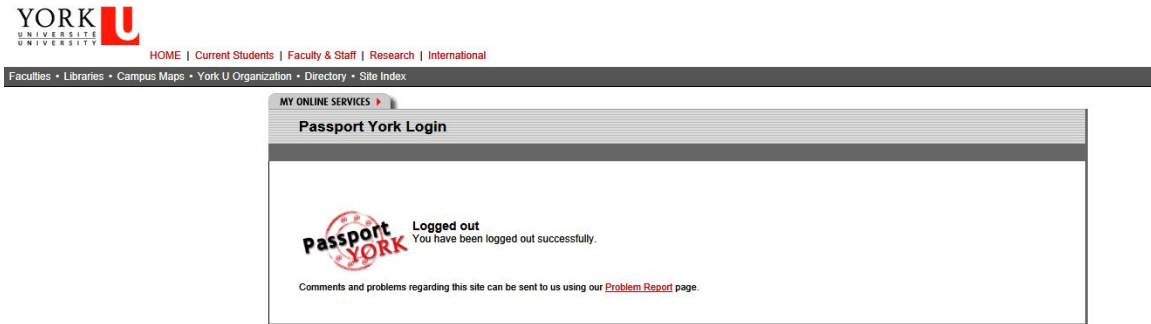 YORK U
UNIVERSITÉ
UNIVERSITY
HOME | Current Students | Faculty & Staff | Research | International
Faculties • Libraries • Campus Maps • York U Organization • Directory • Site Index
MY ONLINE SERVICES
Passport York Login
Passport
YORK
Logged out
You have been logged out successfully.
Comments and problems regarding this site can be sent to us using our Problem Report page.